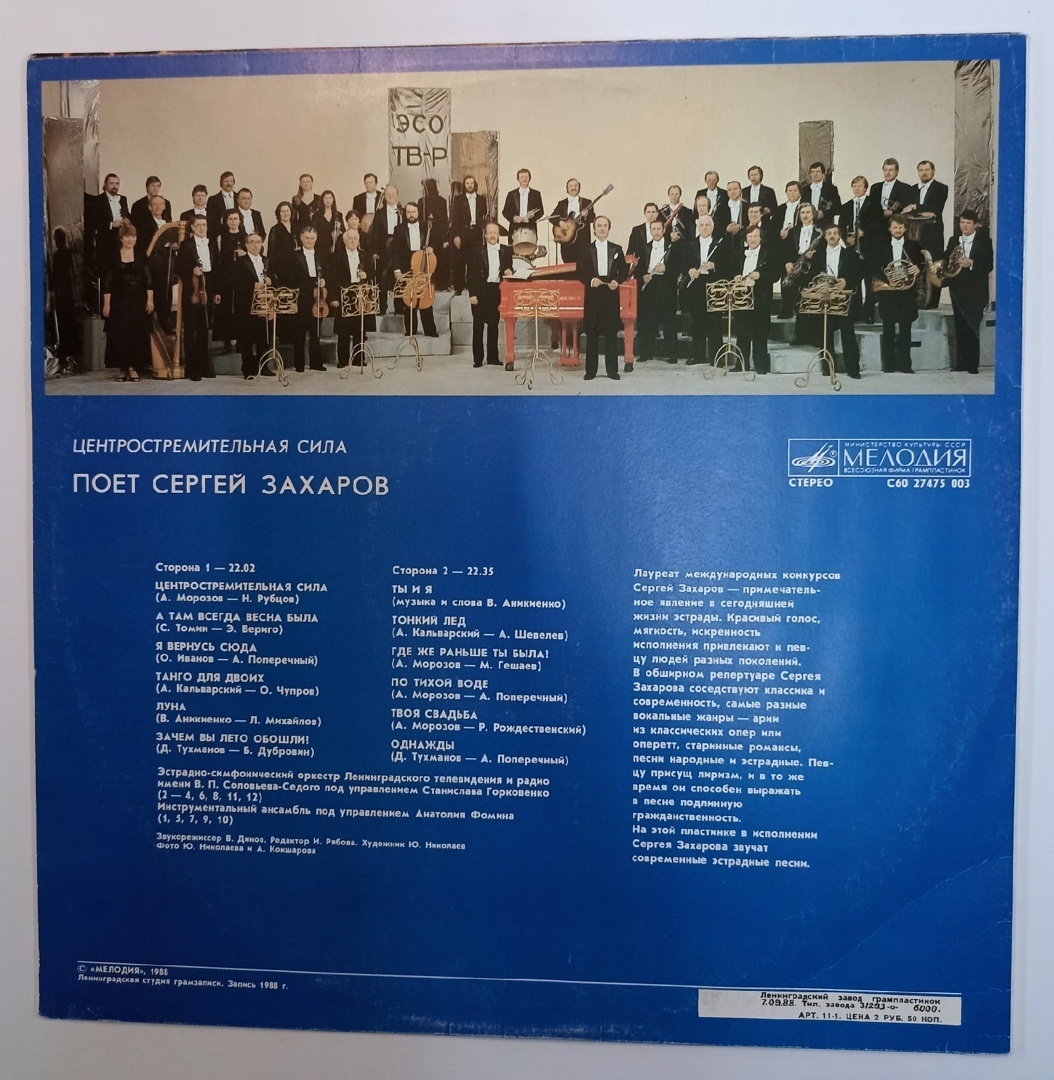 ЭСО
ТВ-Р
ЦЕНТРОСТРЕМИТЕЛЬНАЯ СИЛА
ПОЕТ СЕРГЕЙ ЗАХАРОВ
МИНИСТЕРСТВО КУЛЬТУРЫ СССР
МЕЛОДИЯ
ВСЕСОЮЗНАЯ ФИРМА ГРАМПЛАСТИНОК
СТЕРЕО С60 27475 003
Сторона 1 — 22.02
ЦЕНТРОСТРЕМИТЕЛЬНАЯ СИЛА
(А. Морозов — Н. Рубцов)
А ТАМ ВСЕГДА ВЕСНА БЫЛА
(С. Томин — Э. Вериго)
Я ВЕРНУСЬ СЮДА
(О. Иванов — А. Поперечный)
ТАНГО ДЛЯ ДВОИХ
(А. Кальварский — О. Чупров)
ЛУНА
(В. Аникиенко — Л. Михайлов)
ЗАЧЕМ ВЫ ЛЕТО ОБОШЛИ!
(Д. Тухманов — Б. Дубровин)
Сторона 2 — 22.35
ТЫ И Я
(музыка и слова В. Аникиенко)
ТОНКИЙ ЛЕД
(А. Кальварский — А. Шевелев)
ГДЕ ЖЕ РАНЬШЕ ТЫ БЫЛА!
(А. Морозов — М. Гешаев)
ПО ТИХОЙ ВОДЕ
(А. Морозов — А. Поперечный)
ТВОЯ СВАДЬБА
(А. Морозов — Р. Рождественский)
ОДНАЖДЫ
(Д. Тухманов — А. Поперечный)
Эстрадно-симфонический оркестр Ленинградского телевидения и радио
имени В. П. Соловьева-Седого под управлением Станислава Горковенко
(2 — 4, 6, 8, 11, 12)
Инструментальный ансамбль под управлением Анатолия Фомина
(1, 5, 7, 9, 10)
Звукорежиссер В. Динов. Редактор И. Рябова. Художник Ю. Николаев
Фото Ю. Николаева и А. Кокшарова
Лауреат международных конкурсов
Сергей Захаров — примечатель-
ное явление в сегодняшней
жизни эстрады. Красивый голос,
мягкость, искренность
исполнения привлекают к пев-
цу людей разных поколений.
В обширном репертуаре Сергея
Захарова соседствуют классика и
современность, самые разные
вокальные жанры — арии
из классических опер или
оперетт, старинные романсы,
песни народные и эстрадные. Пев-
цу присущ лиризм, и в то же
время он способен выражать
в песне подлинную
гражданственность.
На этой пластинке в исполнении
Сергея Захарова звучат
современные эстрадные песни.
© «МЕЛОДИЯ», 1988
Ленинградская студия грамзаписи. Запись 1988 г.
Ленинградский завод грампластинок
7.09.88. Тип. завода 3/293-о- 6000.
АРТ. 11-1. ЦЕНА 2 РУБ. 50 КОП.